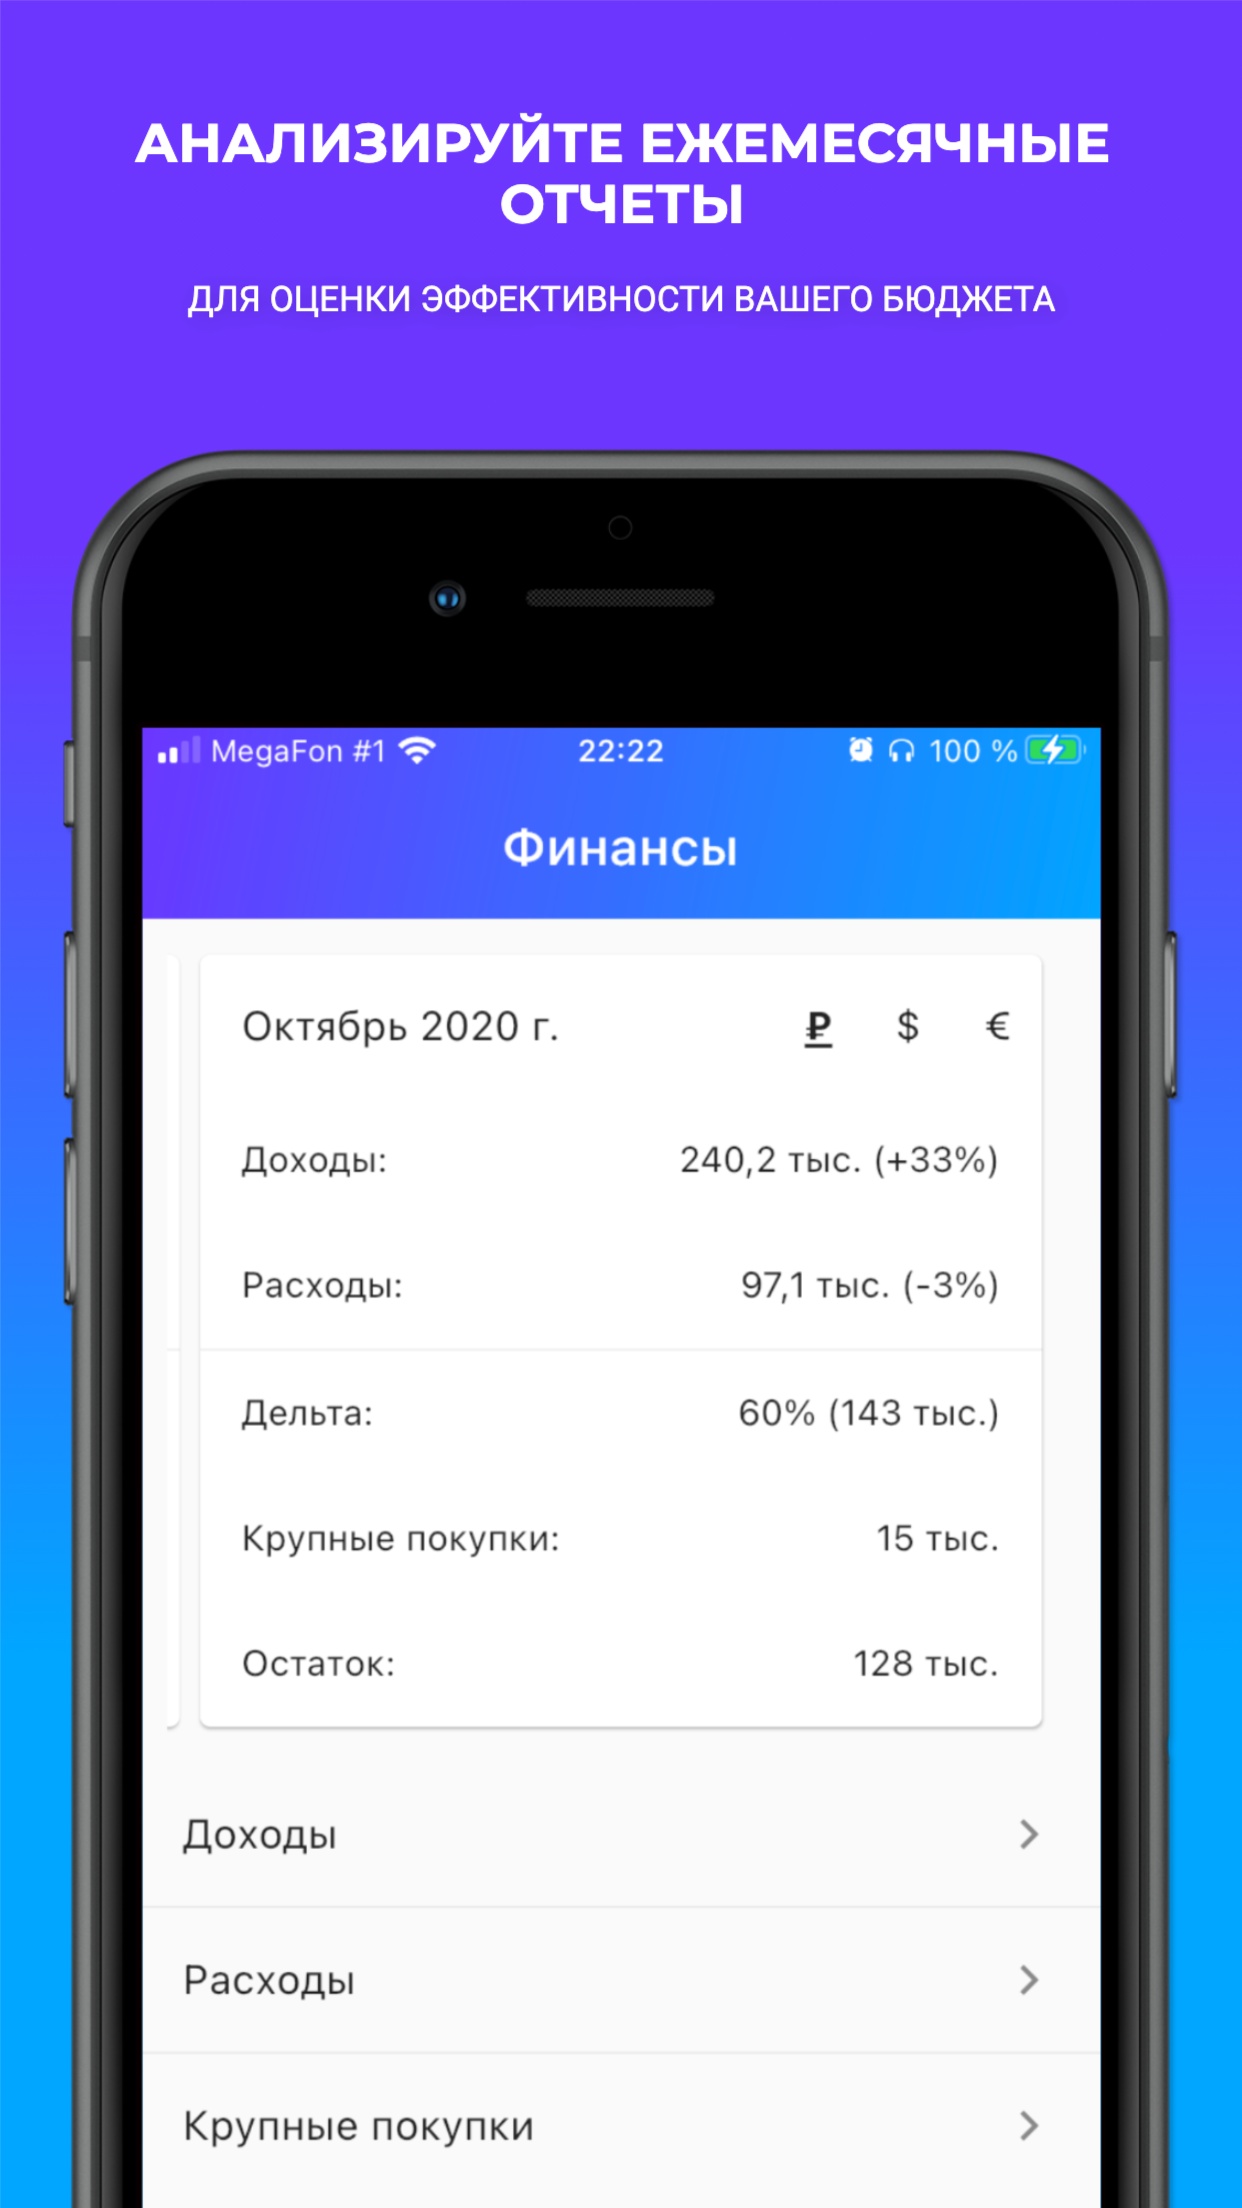 АНАЛИЗИРУЙТЕ ЕЖЕМЕСЯЧНЫЕ
ОТЧЕТЫ
ДЛЯ ОЦЕНКИ ЭФФЕКТИВНОСТИ ВАШЕГО БЮДЖЕТА
MegaFon #1 22:22 100 %
Финансы
Октябрь 2020 г. ₽ $ €
Доходы: 240,2 тыс. (+33%)
Расходы: 97,1 тыс. (-3%)
Дельта: 60% (143 тыс.)
Крупные покупки: 15 тыс.
Остаток: 128 тыс.
Доходы
Расходы
Крупные покупки